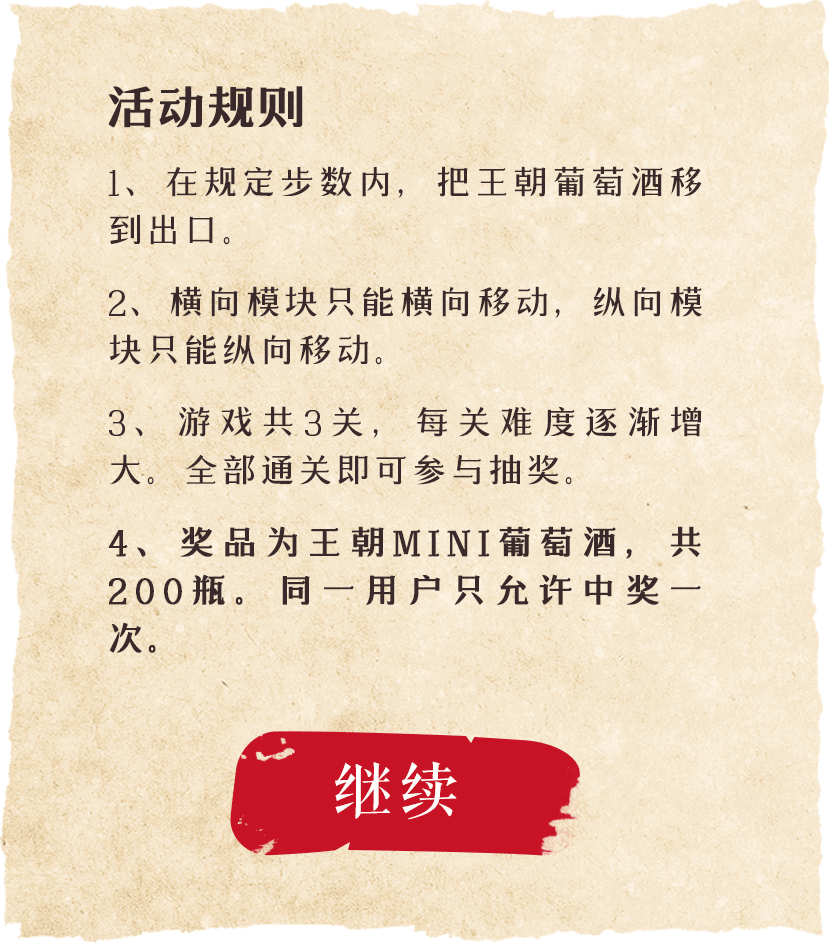 活动规则
1、在规定步数内，把王朝葡萄酒移
到出口。
2、横向模块只能横向移动，纵向模
块只能纵向移动。
3、游戏共3关，每关难度逐渐增
大。全部通关即可参与抽奖。
4、奖品为王朝MINI葡萄酒，共
200瓶。同一用户只允许中奖一
次。
继续